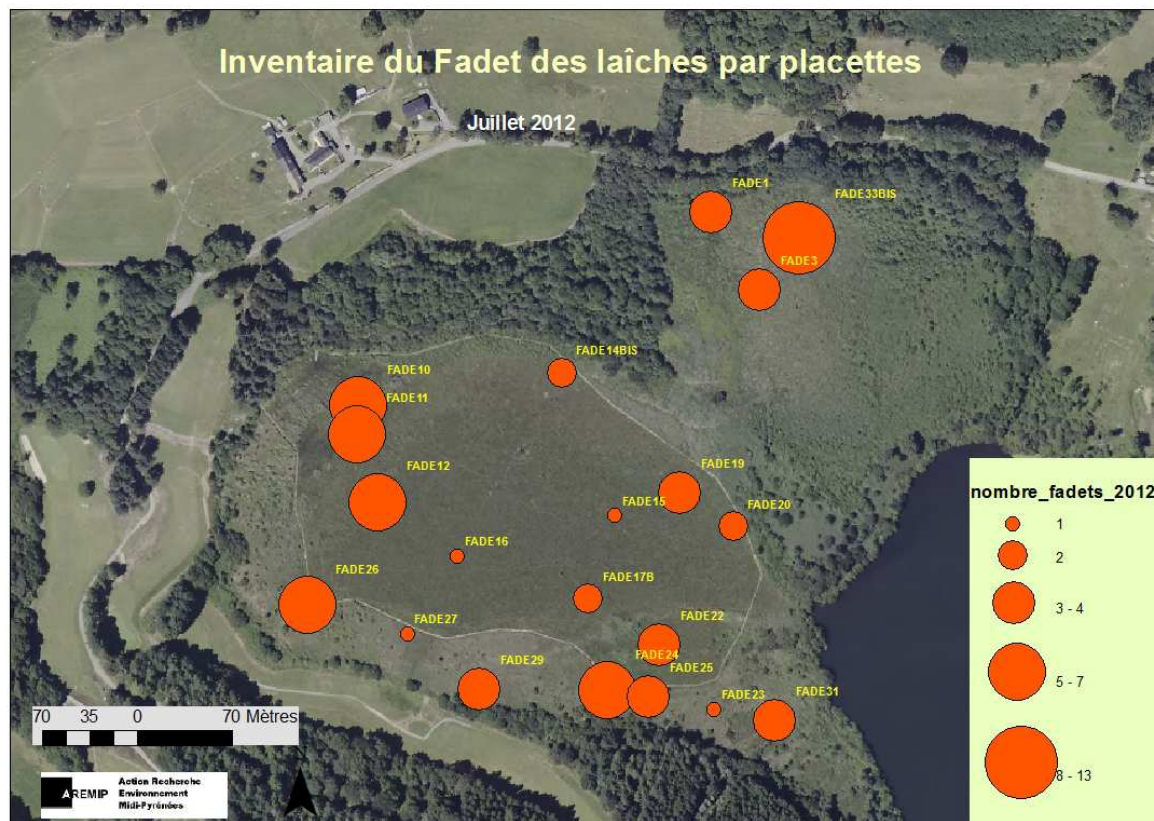 Inventaire du Fadet des laîches par placettes
Juillet 2012
FADE1
FADE33BIS
FADE3
FADE14BIS
FADE10
FADE11
FADE12
FADE19
FADE15
FADE20
FADE16
FADE26
FADE17B
FADE27
FADE22
FADE24
FADE25
FADE29
FADE23
FADE31
nombre_fadets_2012
1
2
3 - 4
5 - 7
8 - 13
70 35 0 70 Mètres
AREMIP
Action Recherche
Environnement
Midi-Pyrénées